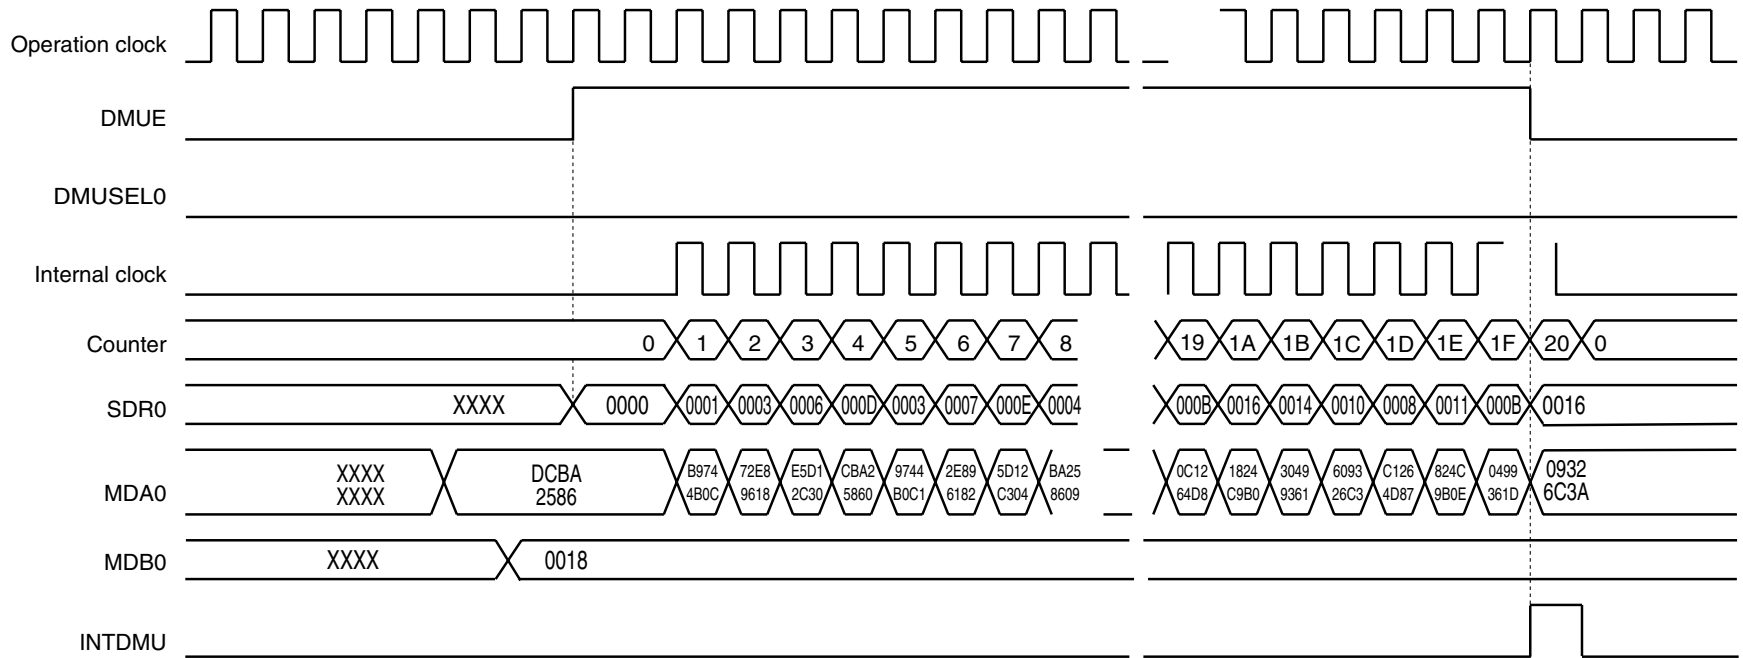 Operation clock
DMUE
DMUSEL0
Internal clock
Counter 0 1 2 3 4 5 6 7 8 19 1A 1B 1C 1D 1E 1F 20 0
SDR0 XXXX 0000 0001 0003 0006 000D 0003 0007 000E 0004 000B 0016 0014 0010 0008 0011 000B 0016
MDA0 XXXX DCBA B974 72E8 E5D1 CBA2 9744 2E89 5D12 BA25 0C12 1824 3049 6093 C126 824C 0499 0932
XXXX 2586 4B0C 9618 2C30 5860 B0C1 6182 C304 8609 64D8 C9B0 9361 26C3 4D87 9B0E 361D 6C3A
MDB0 XXXX 0018
INTDMU